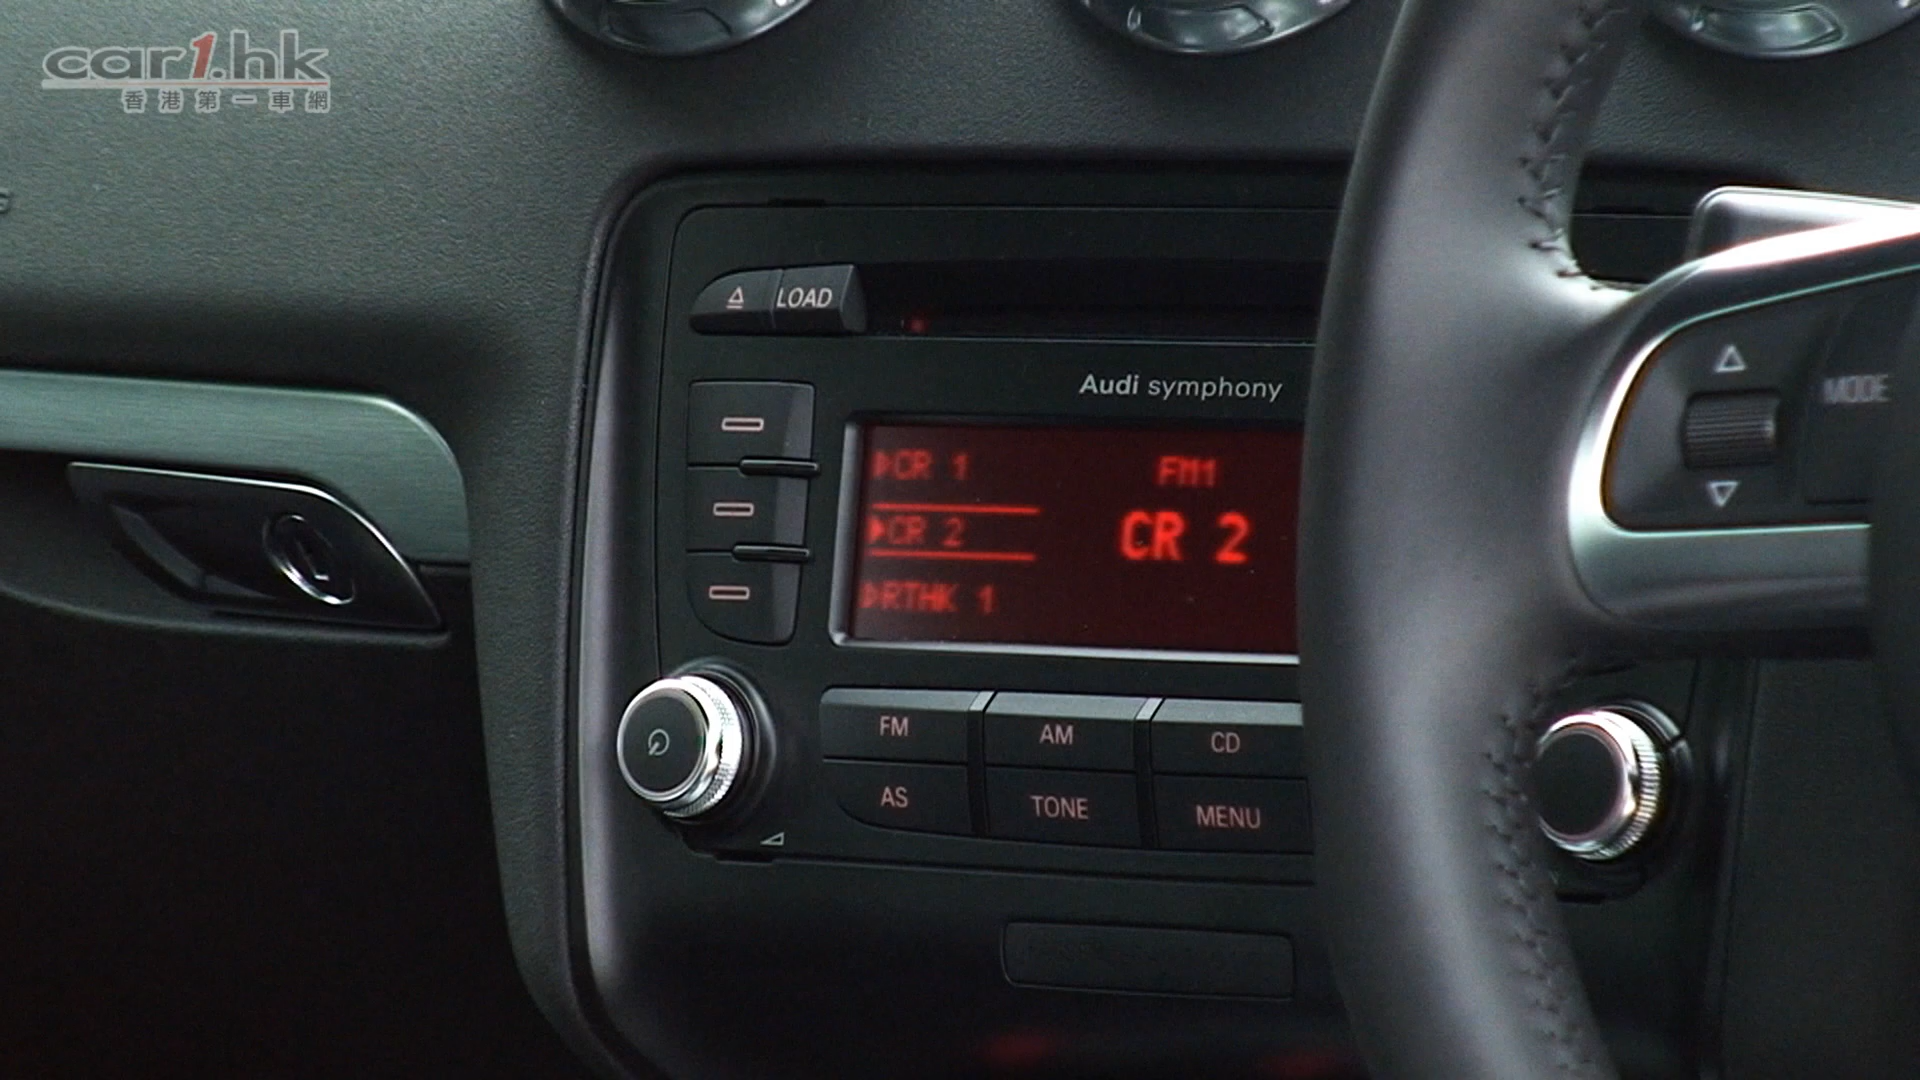 car1.hk
香港第一車網
LOAD
Audi symphony
MODE
CR 1
FM1
CR 2
CR 2
RTHK 1
FM
AM
CD
AS
TONE
MENU